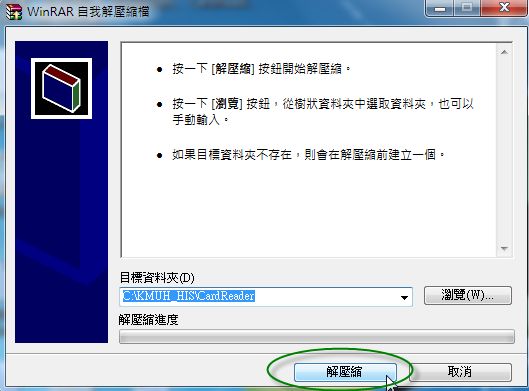 WinRAR 自我解壓縮檔
• 按一下 [解壓縮] 按鈕開始解壓縮。
• 按一下 [瀏覽] 按鈕，從樹狀資料夾中選取資料夾，也可以
手動輸入。
• 如果目標資料夾不存在，則會在解壓縮前建立一個。
目標資料夾(D)
C:\KMUH_HIS\CardReader
瀏覽(W)...
解壓縮進度
解壓縮
取消